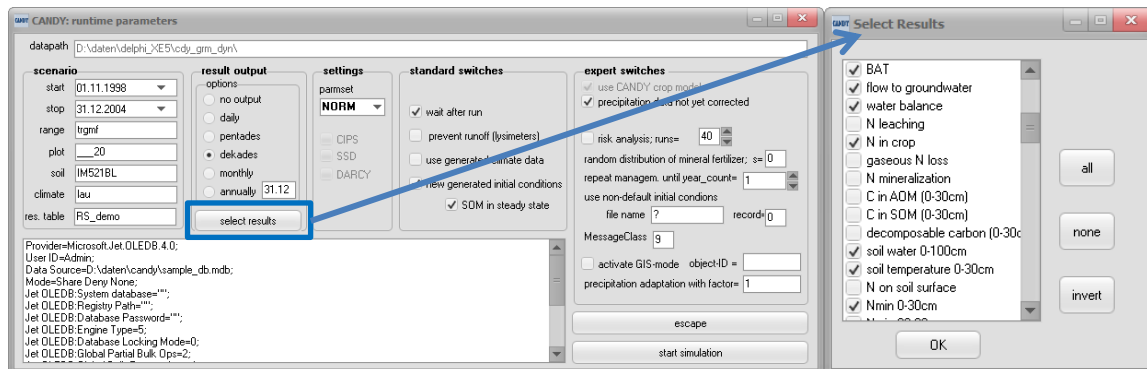 CANDY: runtime parameters
datapath D:\daten\delphi_XE5\cdy_grm_dyn\
scenario
start 01.11.1998
stop 31.12.2004
range trgmf
plot ___20
soil IM521BL
climate lau
res. table RS_demo
result output
options
no output
daily
pentades
dekades
monthly
annually 31.12
select results
settings
parmset
NORM
CIPS
SSD
DARCY
standard switches
wait after run
prevent runoff (lysimeters)
use generated climate data
new generated initial conditions
SOM in steady state
expert switches
use CANDY crop model
precipitation data not yet corrected
risk analysis; runs= 40
random distribution of mineral fertilizer; s= 0
repeat managem. until year_count= 1
use non-default initial condions
file name ? record= 0
MessageClass 9
activate GIS-mode object-ID =
precipitation adaptation with factor= 1
escape
start simulation
Provider=Microsoft.Jet.OLEDB.4.0;
User ID=Admin;
Data Source=D:\daten\candy\sample_db.mdb;
Mode=Share Deny None;
Jet OLEDB:System database="";
Jet OLEDB:Registry Path="";
Jet OLEDB:Database Password="";
Jet OLEDB:Engine Type=5;
Jet OLEDB:Database Locking Mode=0;
Jet OLEDB:Global Partial Bulk Ops=2;
Select Results
BAT
flow to groundwater
water balance
N leaching
N in crop
gaseous N loss
N mineralization
C in AOM (0-30cm)
C in SOM (0-30cm)
decomposable carbon (0-30c
soil water 0-100cm
soil temperature 0-30cm
N on soil surface
Nmin 0-30cm
all
none
invert
OK